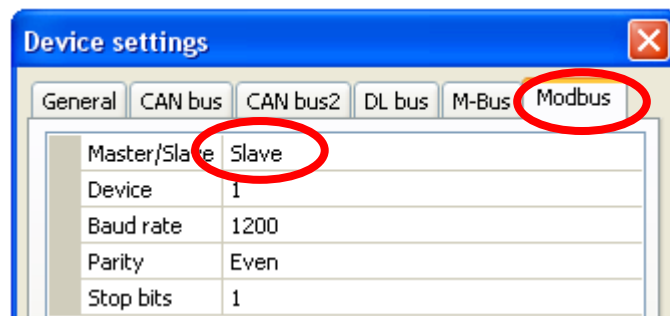 Device settings
General CAN bus CAN bus2 DL bus M-Bus Modbus
Master/Slave Slave
Device 1
Baud rate 1200
Parity Even
Stop bits 1